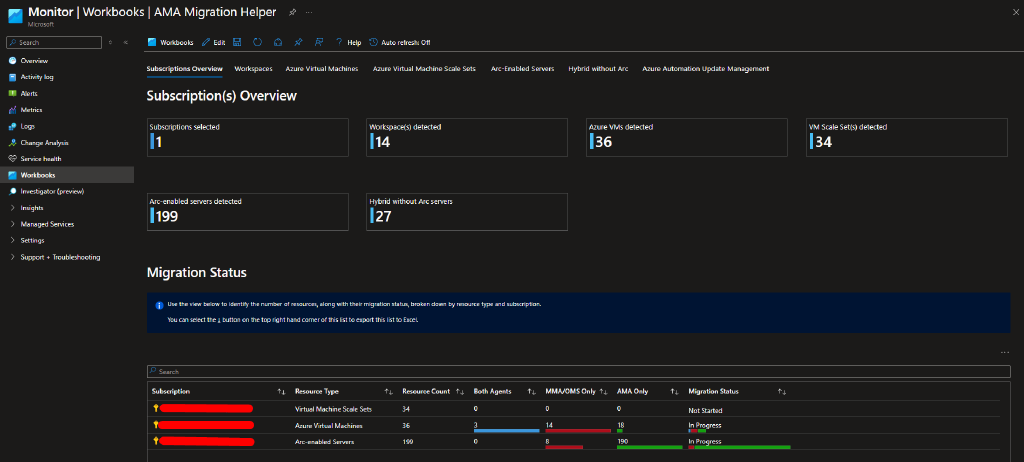 Monitor | Workbooks | AMA Migration Helper
Microsoft
Search
Workbooks Edit Help Auto refresh: Off
Overview
Activity log
Alerts
Metrics
Logs
Change Analysis
Service health
Workbooks
Investigator (preview)
Insights
Managed Services
Settings
Support + Troubleshooting
Subscriptions Overview Workspaces Azure Virtual Machines Azure Virtual Machine Scale Sets Arc-Enabled Servers Hybrid without Arc Azure Automation Update Management
Subscription(s) Overview
Subscriptions selected
1
Workspace(s) detected
14
Azure VMs detected
36
VM Scale Set(s) detected
34
Arc-enabled servers detected
199
Hybrid without Arc servers
27
Migration Status
Use the view below to identify the number of resources, along with their migration status, broken down by resource type and subscription.
You can select the ↓ button on the top right hand corner of this list to export this list to Excel.
Search
Subscription Resource Type Resource Count Both Agents MMA/OMS Only AMA Only Migration Status
Virtual Machine Scale Sets 34 0 0 0 Not Started
Azure Virtual Machines 36 3 14 18 In Progress
Arc-enabled Servers 199 0 8 190 In Progress